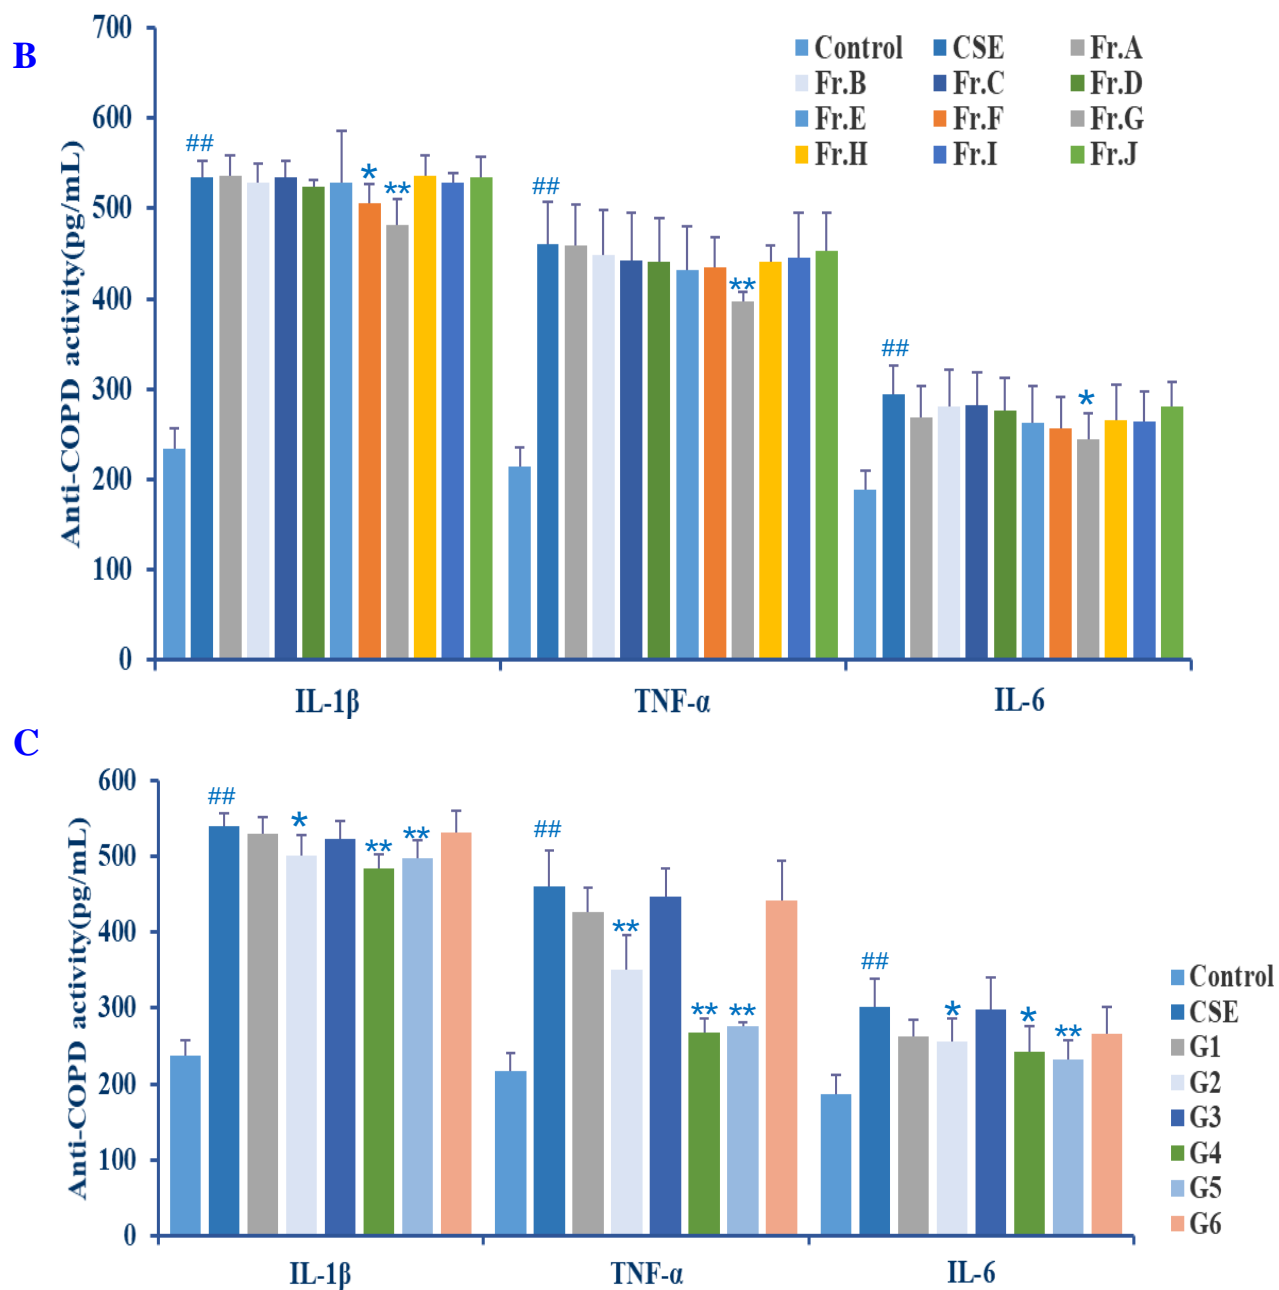 B
Anti-COPD activity(pg/mL)
700
600
500
400
300
200
100
0
Control CSE Fr.A
Fr.B Fr.C Fr.D
Fr.E Fr.F Fr.G
Fr.H Fr.I Fr.J
## * **
## **
## *
IL-1β TNF-α IL-6
C
Anti-COPD activity(pg/mL)
600
500
400
300
200
100
0
## * ** **
## ** ** **
## * * **
Control
CSE
G1
G2
G3
G4
G5
G6
IL-1β TNF-α IL-6